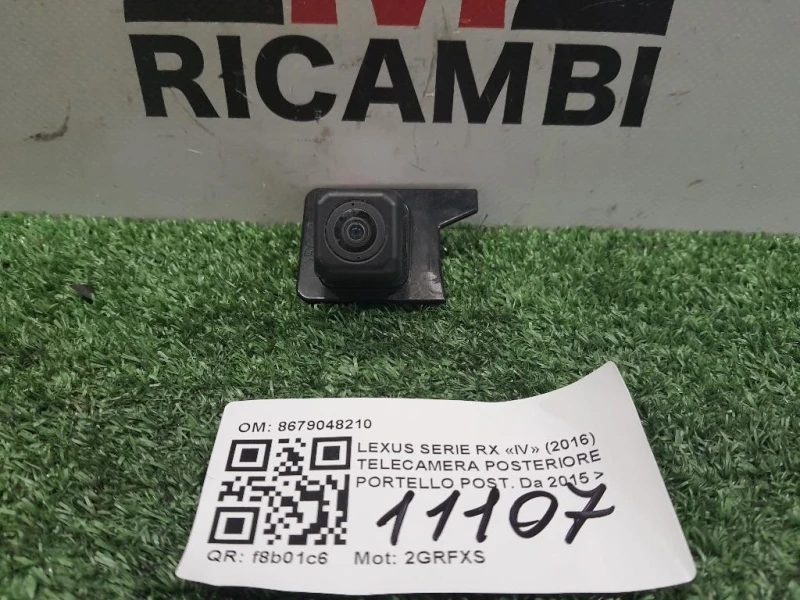 RICAMBI
OM: 8679048210
LEXUS SERIE RX «IV» (2016)
TELECAMERA POSTERIORE
PORTELLO POST. Da 2015 >
11107
QR: f8b01c6 Mot: 2GRFXS